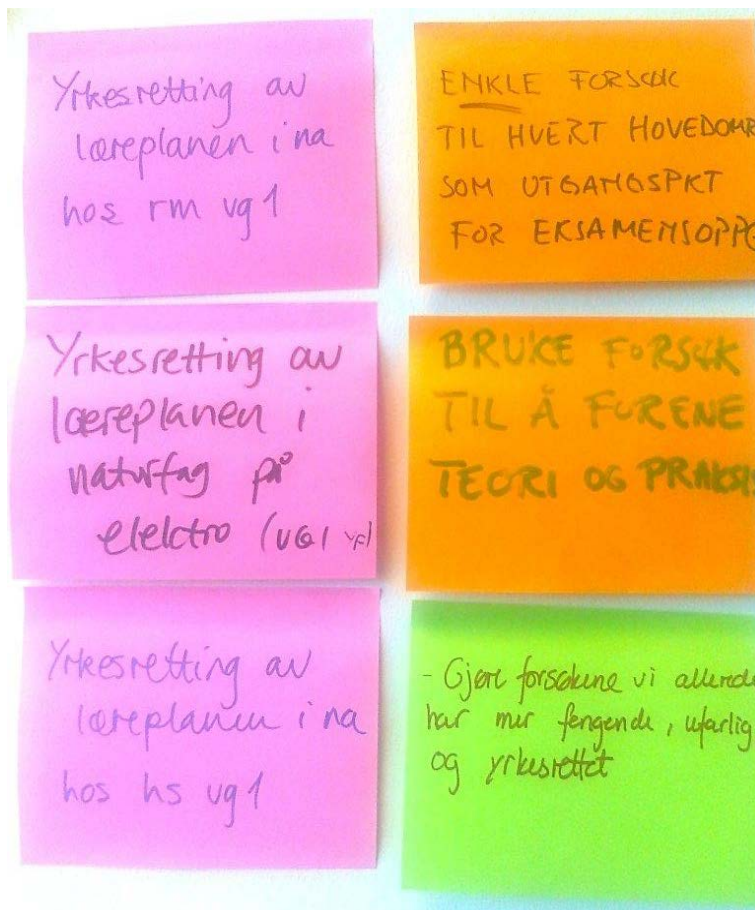 Yrkesretting av
læreplanen i na
hos rm vg1
Yrkesretting av
læreplanen i
naturfag på
elelctro (VG1 YF)
Yrkesretting av
læreplanen i na
hos hs vg1
ENKLE FORSØK
TIL HVERT HOVEDOMR
SOM UTGANGSPKT
FOR EKSAMENSOPPG
BRUKE FORSØK
TIL Å FORENE
TEORI OG PRAKSIS
- Gjøre forsøkene vi allerede
har mer fengende, ufarlig
og yrkesrettet